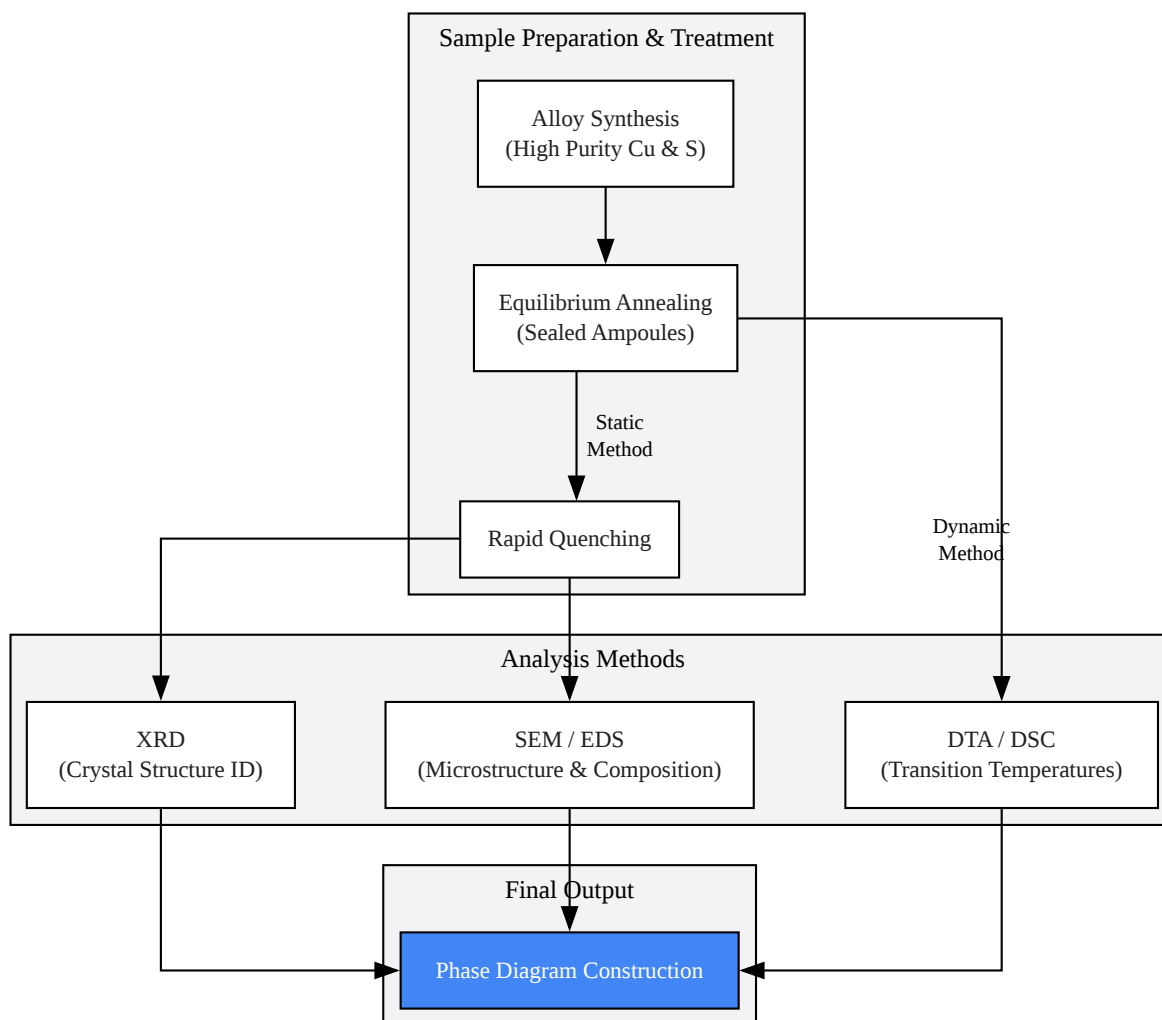 Sample Preparation & Treatment
Alloy Synthesis
(High Purity Cu & S)
Equilibrium Annealing
(Sealed Ampoules)
Static
Method
Rapid Quenching
Dynamic
Method
Analysis Methods
XRD
(Crystal Structure ID)
SEM / EDS
(Microstructure & Composition)
DTA / DSC
(Transition Temperatures)
Final Output
Phase Diagram Construction